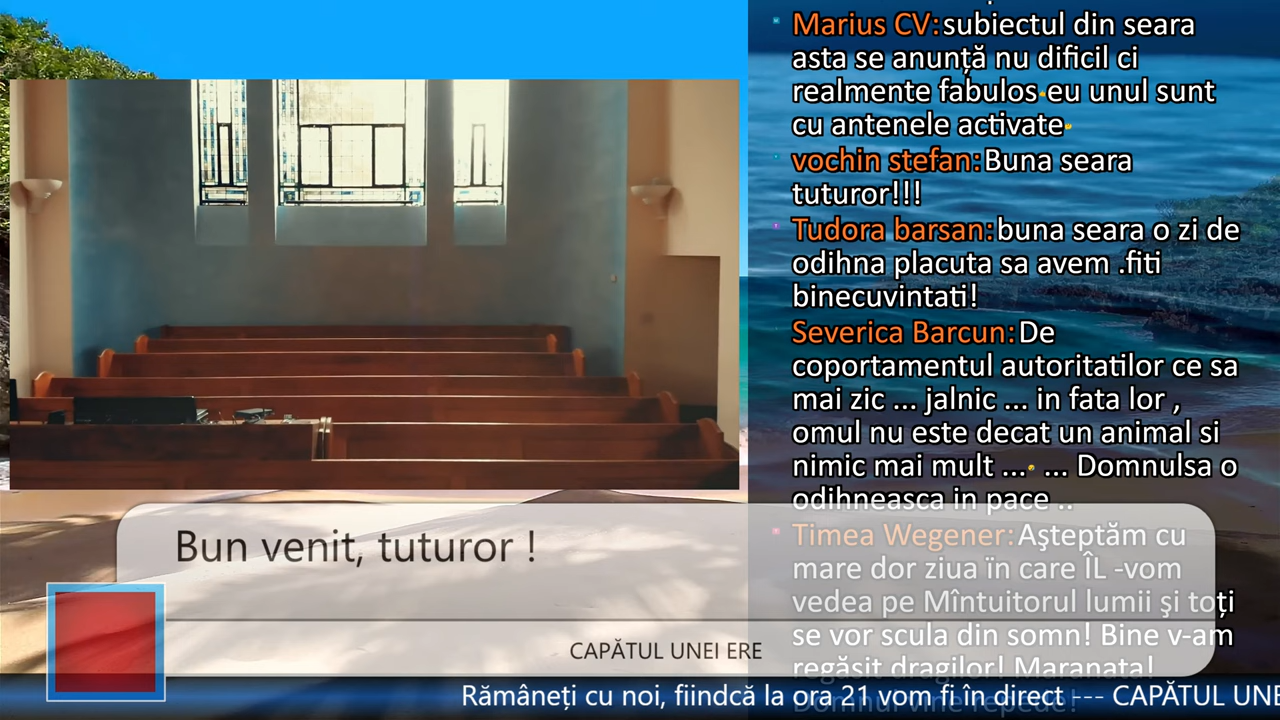 Marius CV: subiectul din seara
asta se anunță nu dificil ci
realmente fabulos eu unul sunt
cu antenele activate
vochin stefan: Buna seara
tuturor!!!
Tudora barsan: buna seara o zi de
odihna placuta sa avem .fiti
binecuvintati!
Severica Barcun: De
coportamentul autoritatilor ce sa
mai zic ... jalnic ... in fata lor ,
omul nu este decat un animal si
nimic mai mult ... ... Domnulsa o
odihneasca in pace ..
Timea Wegener: Aşteptăm cu
mare dor ziua ïn care ÎL -vom
vedea pe Mîntuitorul lumii şi toți
se vor scula din somn! Bine v-am
regăsit dragilor! Maranata!
Domnul vine repede!
Bun venit, tuturor !
CAPĂTUL UNEI ERE
Rămâneți cu noi, fiindcă la ora 21 vom fi în direct --- CAPĂTUL UNE